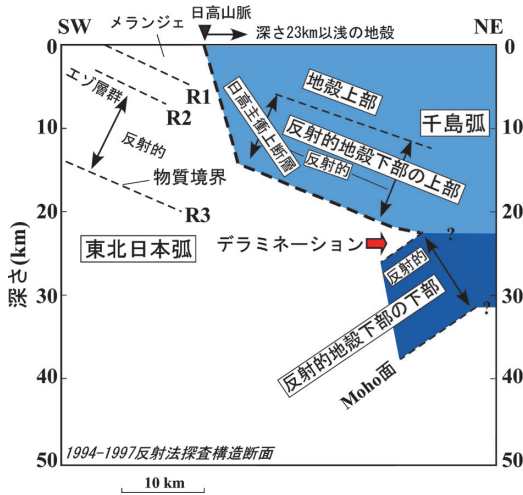 SW
日高山脈
NE
メランジェ
深さ23km以浅の地殻
0
0
エゾ層群
R1
R2
反射的
物質境界
R3
東北日本弧
日高主衝上断層
地殻上部
千島弧
反射的地殻下部の上部
反射的
10
10
20
20
デラミネーション
?
反射的
反射的地殻下部の下部
?
30
30
Moho面
40
40
50
50
深さ(km)
1994-1997反射法探査構造断面
10 km